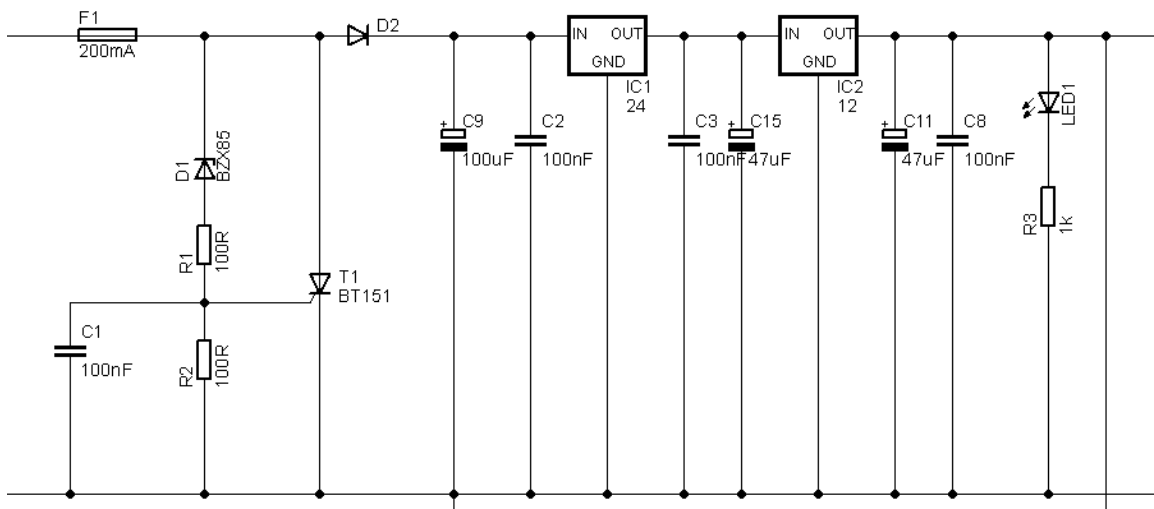 F1
200mA
D2
IN OUT
GND
IC1
24
IN OUT
GND
IC2
12
C9
+
100uF
C2
100nF
C3
100nF
C15
+
47uF
C11
+
47uF
C8
100nF
LED1
R3
1k
D1
BZX85
R1
100R
T1
BT151
C1
100nF
R2
100R